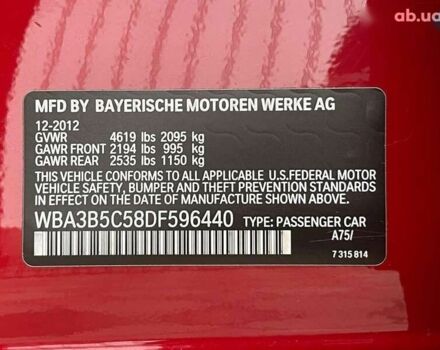 ab.ua
MFD BY BAYERISCHE MOTOREN WERKE AG
12-2012
GVWR 4619 lbs 2095 kg
GAWR FRONT 2194 lbs 995 kg
GAWR REAR 2535 lbs 1150 kg
THIS VEHICLE CONFORMS TO ALL APPLICABLE U.S.FEDERAL MOTOR
VEHICLE SAFETY, BUMPER AND THEFT PREVENTION STANDARDS
IN EFFECT ON THE DATE OF MANUFACTURE SHOWN ABOVE.
WBA3B5C58DF596440 TYPE: PASSENGER CAR
A75/
7 315 814